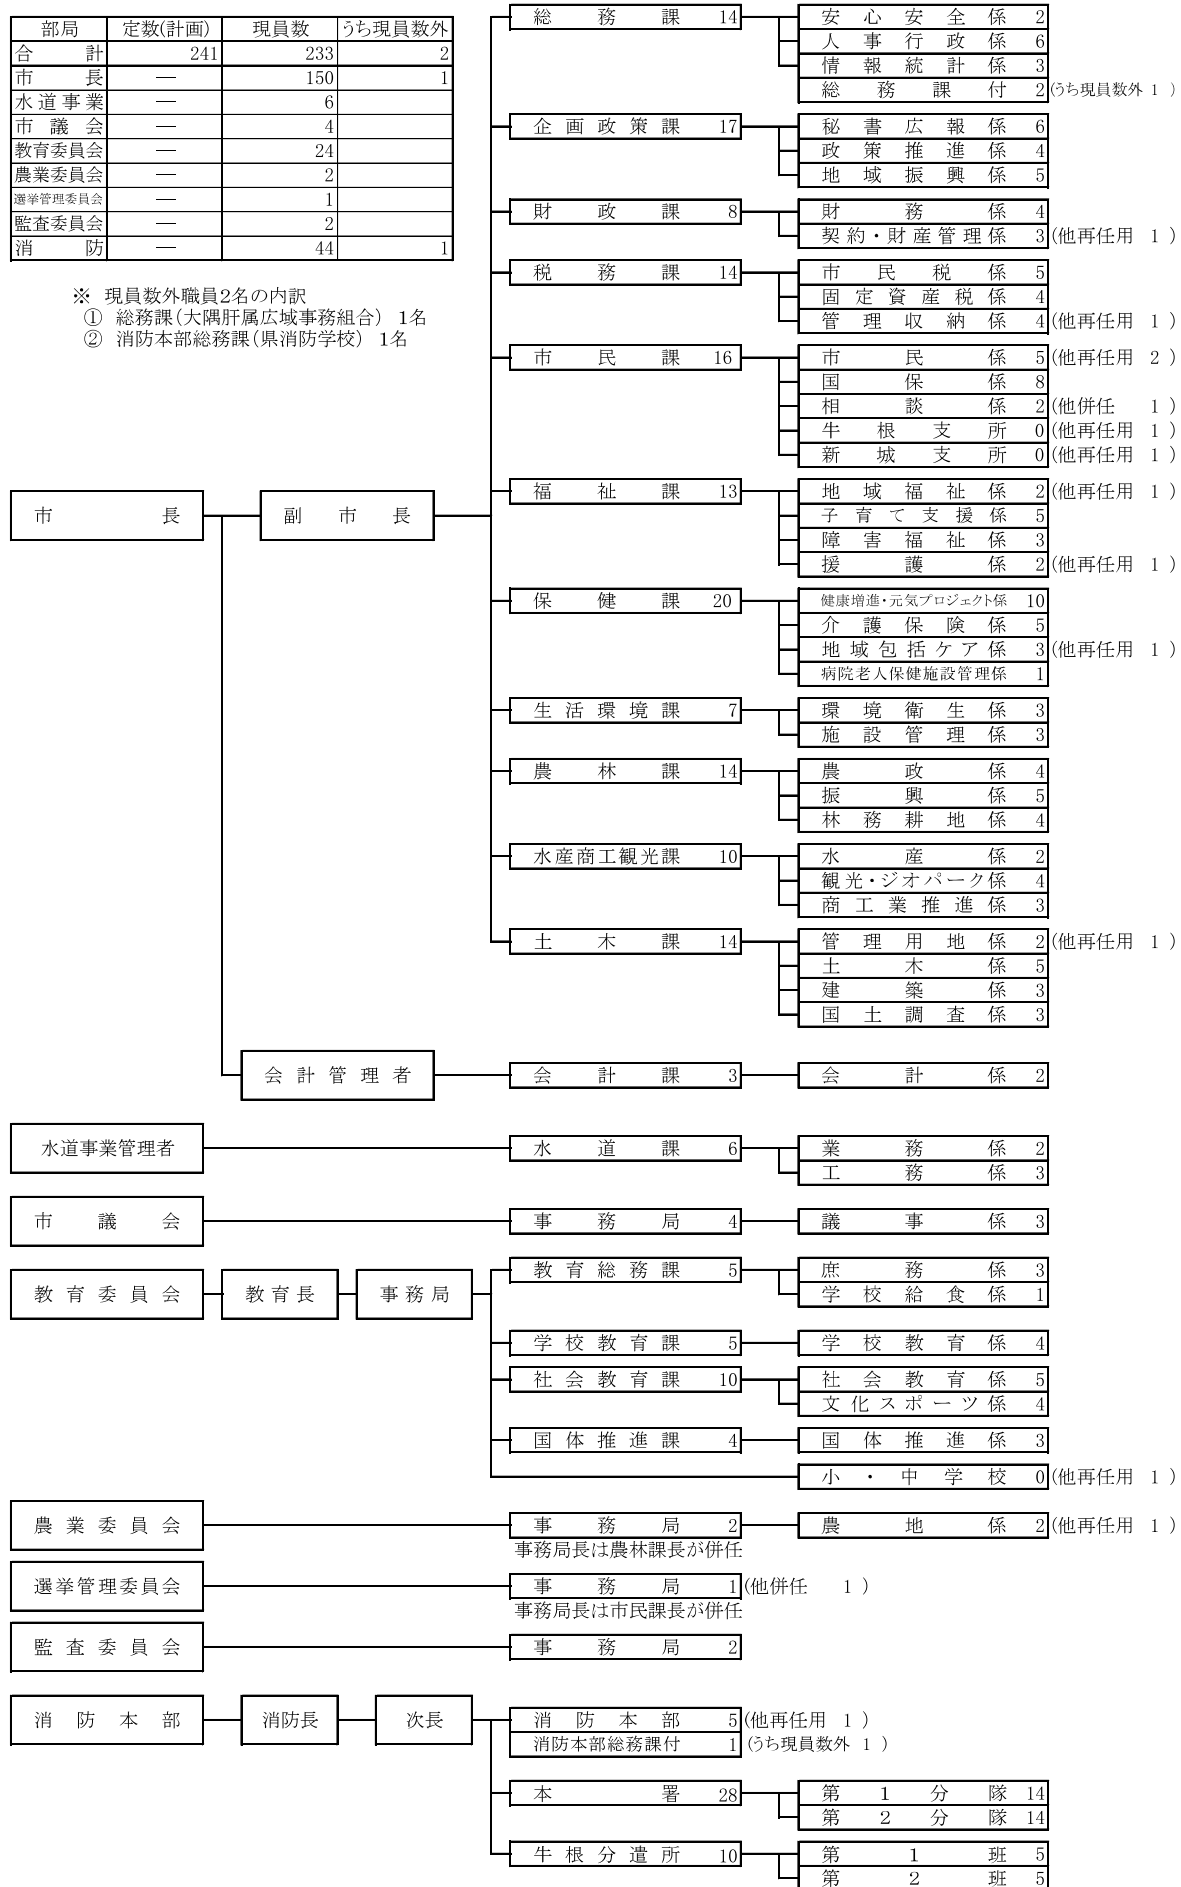 部局 定数(計画) 現員数 うち現員数外
合計 241 233 2
市長 ― 150 1
水道事業 ― 6
市議会 ― 4
教育委員会 ― 24
農業委員会 ― 2
選挙管理委員会 ― 1
監査委員会 ― 2
消防 ― 44 1
※ 現員数外職員2名の内訳
① 総務課(大隅肝属広域事務組合) 1名
② 消防本部総務課(県消防学校) 1名
市長
副市長
総務課 14
安心安全係 2
人事行政係 6
情報統計係 3
総務課付 2 (うち現員数外 1 )
企画政策課 17
秘書広報係 6
政策推進係 4
地域振興係 5
財政課 8
財務係 4
契約・財産管理係 3 (他再任用 1 )
税務課 14
市民税係 5
固定資産税係 4
管理収納係 4 (他再任用 1 )
市民課 16
市民係 5 (他再任用 2 )
国保係 8
相談係 2 (他併任 1 )
牛根支所 0 (他再任用 1 )
新城支所 0 (他再任用 1 )
福祉課 13
地域福祉係 2 (他再任用 1 )
子育て支援係 5
障害福祉係 3
援護係 2 (他再任用 1 )
保健課 20
健康増進・元気プロジェクト係 10
介護保険係 5
地域包括ケア係 3 (他再任用 1 )
病院老人保健施設管理係 1
生活環境課 7
環境衛生係 3
施設管理係 3
農林課 14
農政係 4
振興係 5
林務耕地係 4
水産商工観光課 10
水産係 2
観光・ジオパーク係 4
商工業推進係 3
土木課 14
管理用地係 2 (他再任用 1 )
土木係 5
建築係 3
国土調査係 3
会計管理者
会計課 3
会計係 2
水道事業管理者
水道課 6
業務係 2
工務係 3
市議会
事務局 4
議事係 3
教育委員会
教育長
事務局
教育総務課 5
庶務係 3
学校給食係 1
学校教育課 5
学校教育係 4
社会教育課 10
社会教育係 5
文化スポーツ係 4
国体推進課 4
国体推進係 3
小・中学校 0 (他再任用 1 )
農業委員会
事務局 2
農地係 2 (他再任用 1 )
事務局長は農林課長が併任
選挙管理委員会
事務局 1 (他併任 1 )
事務局長は市民課長が併任
監査委員会
事務局 2
消防本部
消防長
次長
消防本部 5 (他再任用 1 )
消防本部総務課付 1 (うち現員数外 1 )
本署 28
第1分隊 14
第2分隊 14
牛根分遣所 10
第1班 5
第2班 5